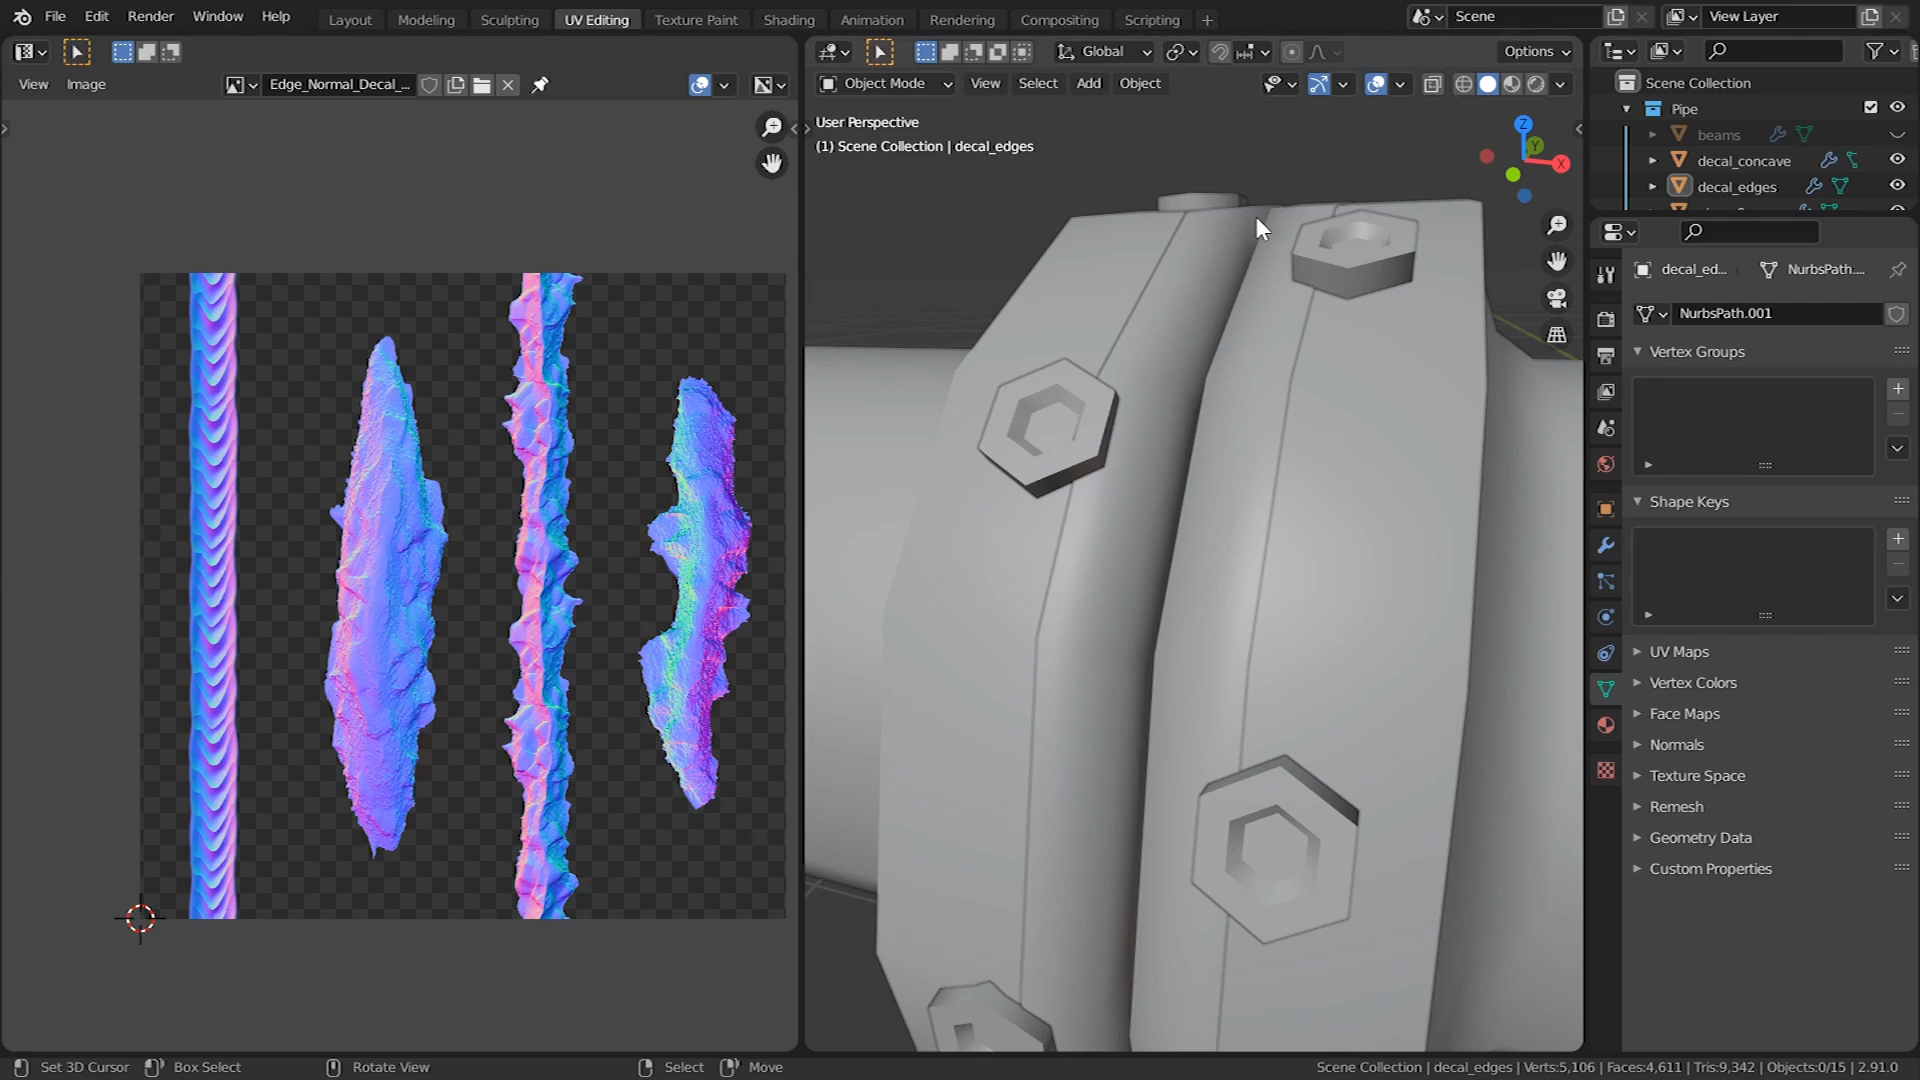 File Edit Render Window Help
Layout Modeling Sculpting UV Editing Texture Paint Shading Animation Rendering Compositing Scripting +
Scene
View Layer
Global
Options
View Image
Edge_Normal_Decal_...
Object Mode View Select Add Object
User Perspective
(1) Scene Collection | decal_edges
Z
Y
X
Scene Collection
Pipe
beams
decal_concave
decal_edges
decal_ed... NurbsPath....
NurbsPath.001
Vertex Groups
Shape Keys
UV Maps
Vertex Colors
Face Maps
Normals
Texture Space
Remesh
Geometry Data
Custom Properties
Set 3D Cursor Box Select Rotate View Select Move
Scene Collection | decal_edges | Verts:5,106 | Faces:4,611 | Tris:9,342 | Objects:0/15 | 2.91.0